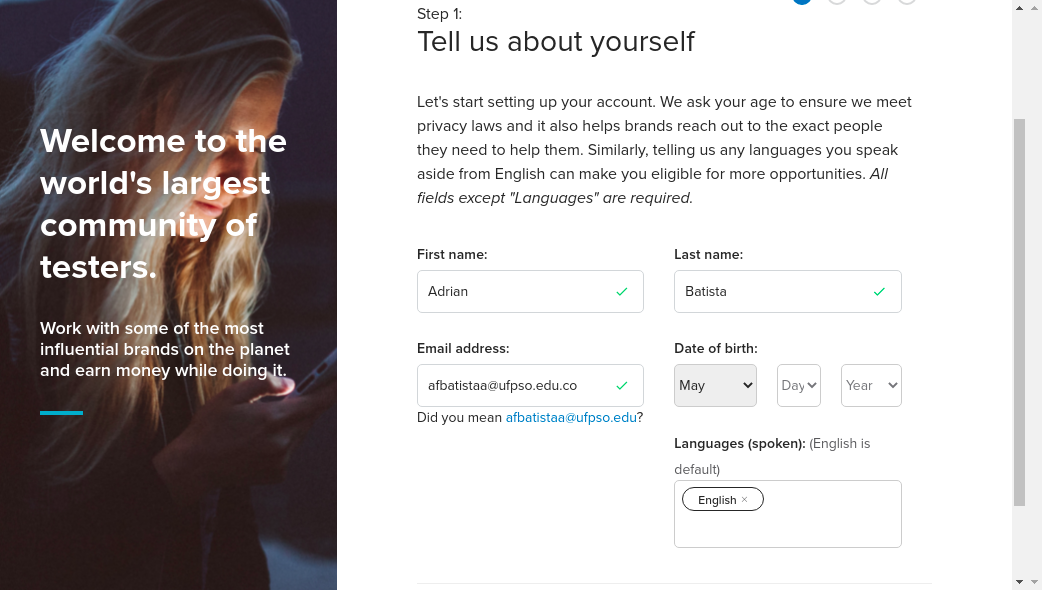 Welcome to the
world's largest
community of
testers.
Work with some of the most
influential brands on the planet
and earn money while doing it.
Step 1:
Tell us about yourself
Let's start setting up your account. We ask your age to ensure we meet
privacy laws and it also helps brands reach out to the exact people
they need to help them. Similarly, telling us any languages you speak
aside from English can make you eligible for more opportunities. All
fields except "Languages" are required.
First name:
Last name:
Adrian
Batista
Email address:
Date of birth:
afbatistaa@ufpso.edu.co
May
Day
Year
Did you mean afbatistaa@ufpso.edu?
Languages (spoken): (English is
default)
English ×